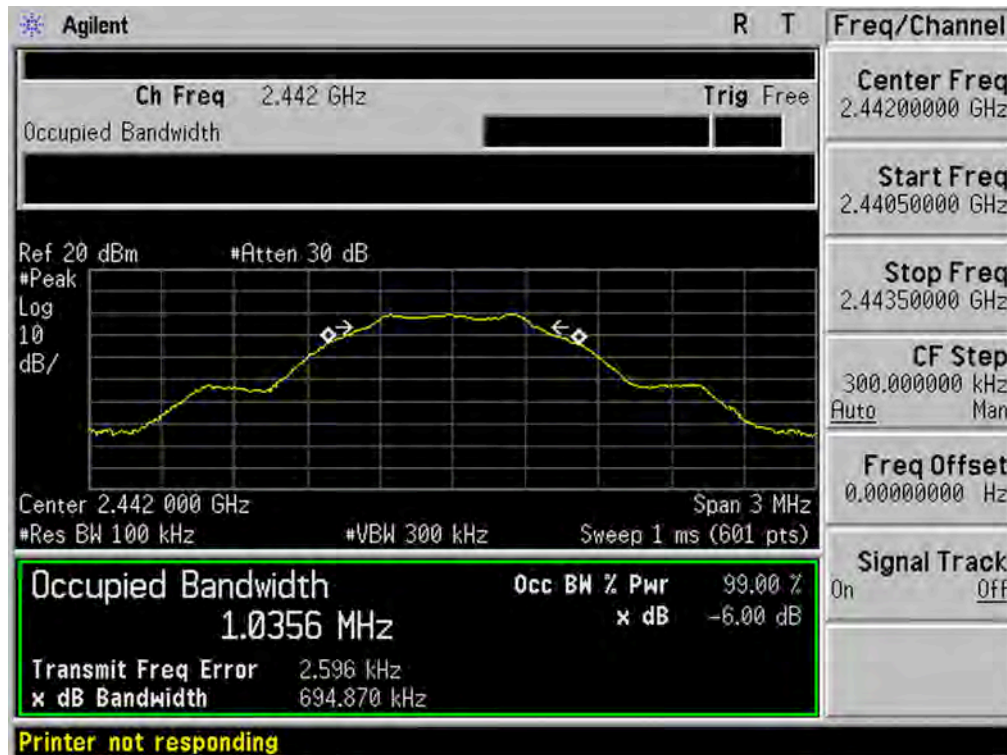 Agilent R T
Freq/Channel
Ch Freq 2.442 GHz Trig Free
Occupied Bandwidth
Center Freq
2.44200000 GHz
Start Freq
2.44050000 GHz
Stop Freq
2.44350000 GHz
CF Step
300.000000 kHz
Auto Man
Freq Offset
0.00000000 Hz
Signal Track
On Off
Ref 20 dBm #Atten 30 dB
#Peak
Log
10
dB/
Center 2.442 000 GHz Span 3 MHz
#Res BW 100 kHz #VBW 300 kHz Sweep 1 ms (601 pts)
Occupied Bandwidth
1.0356 MHz
Occ BW % Pwr 99.00 %
x dB -6.00 dB
Transmit Freq Error 2.596 kHz
x dB Bandwidth 694.870 kHz
Printer not responding